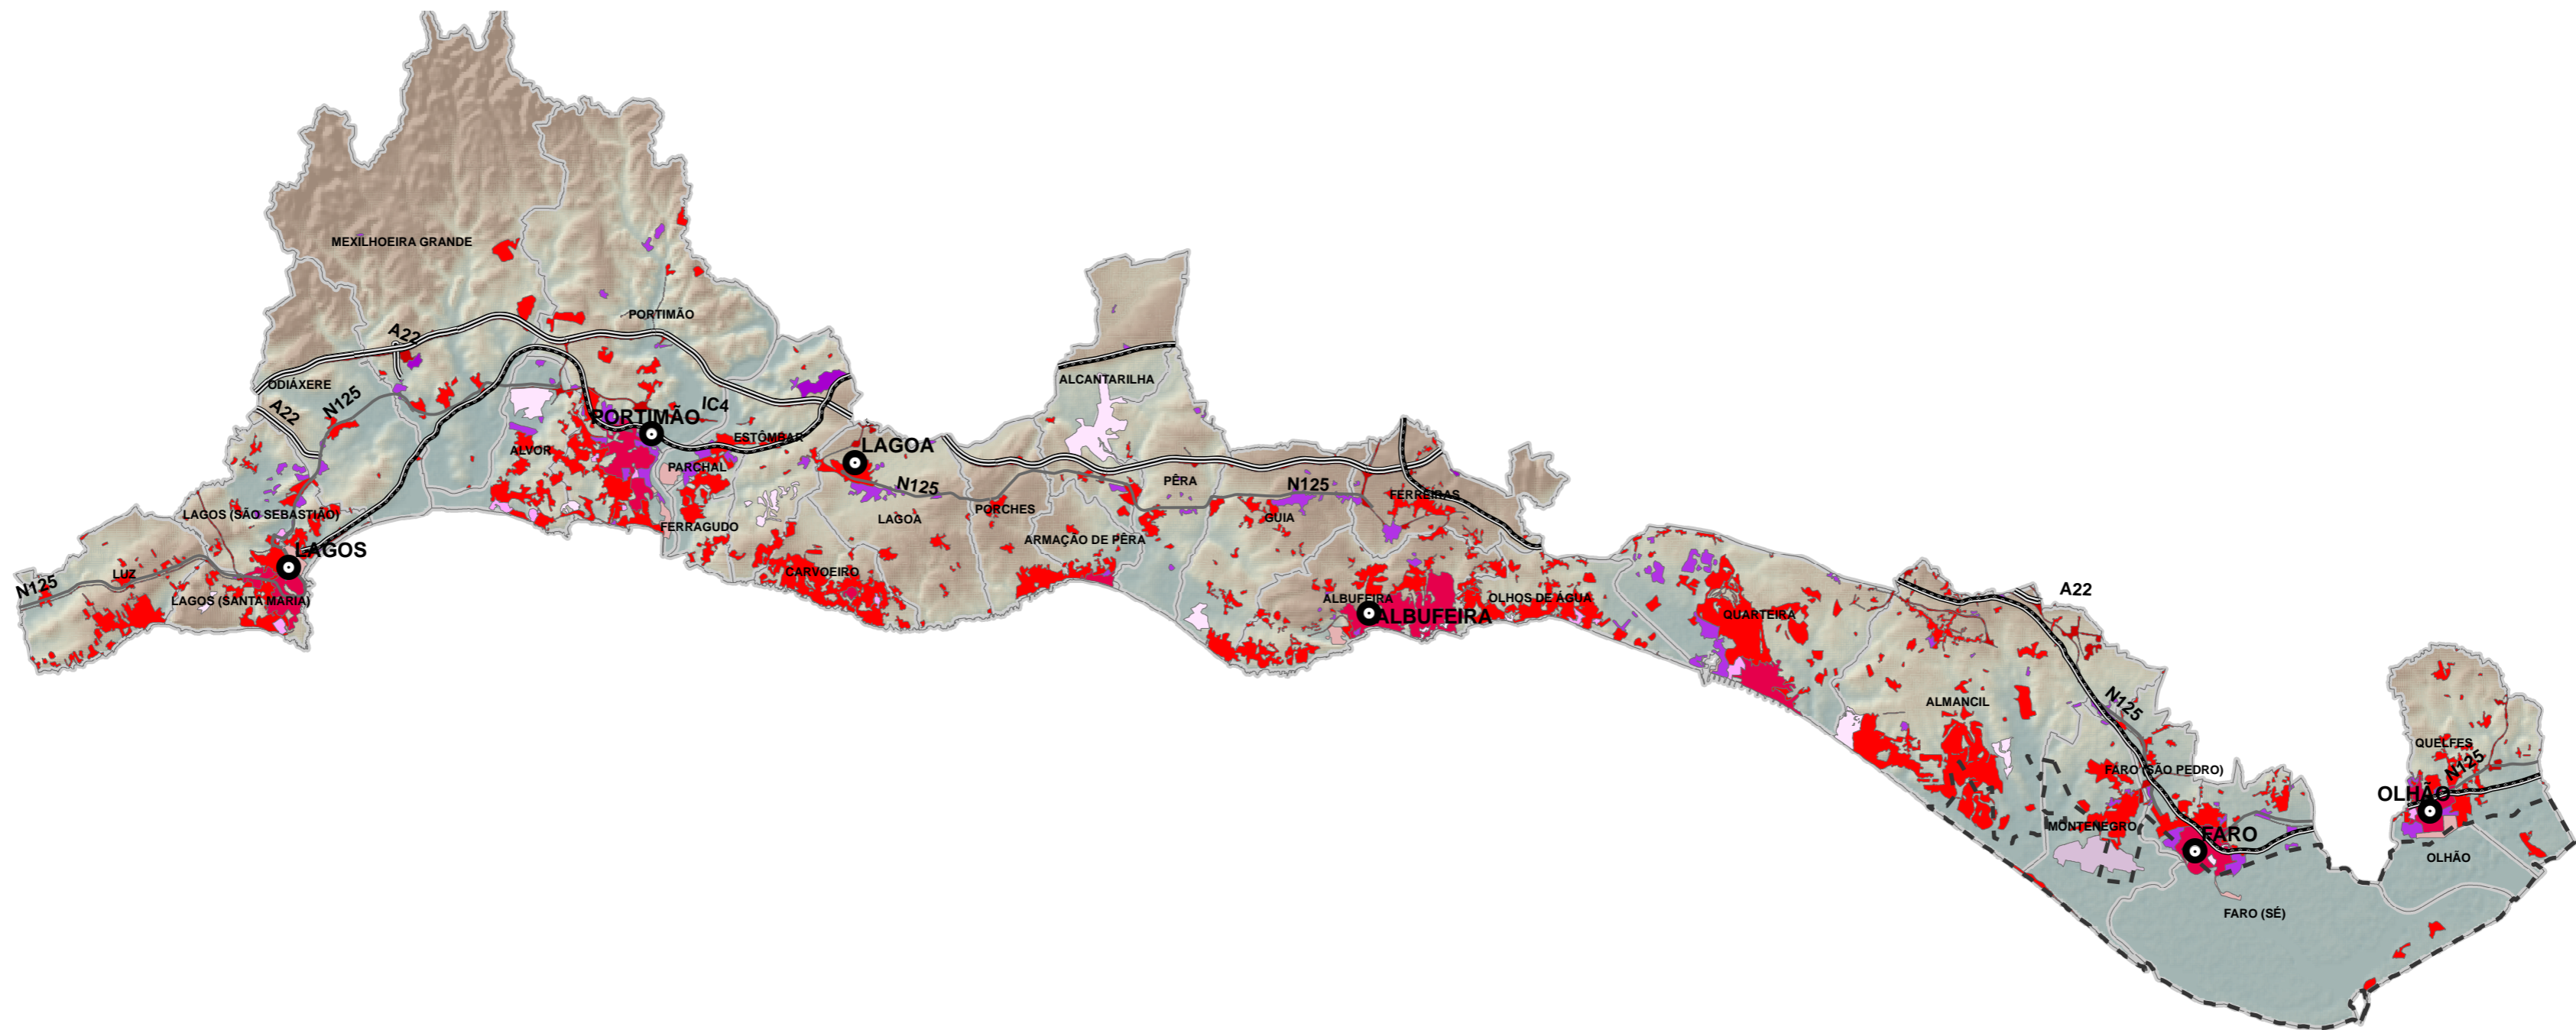 MEXILHOEIRA GRANDE
PORTIMÃO
A22
ODIÁXERE
A22
N125
ALCANTARILHA
IC4
PORTIMÃO
ESTÔMBAR
LAGOA
ALVOR
PARCHAL
N125
PÊRA
N125
FERREIRAS
LAGOS (SÃO SEBASTIÃO)
FERRAGUDO
LAGOA
PORCHES
GUIA
ARMAÇÃO DE PÊRA
LAGOS
N125
LUZ
LAGOS (SANTA MARIA)
CARVOEIRO
ALBUFEIRA
ALBUFEIRA
OLHOS DE ÁGUA
QUARTEIRA
A22
ALMANCIL
N125
FARO (SÃO PEDRO)
QUELFES
N125
OLHÃO
MONTENEGRO
FARO
OLHÃO
FARO (SÉ)